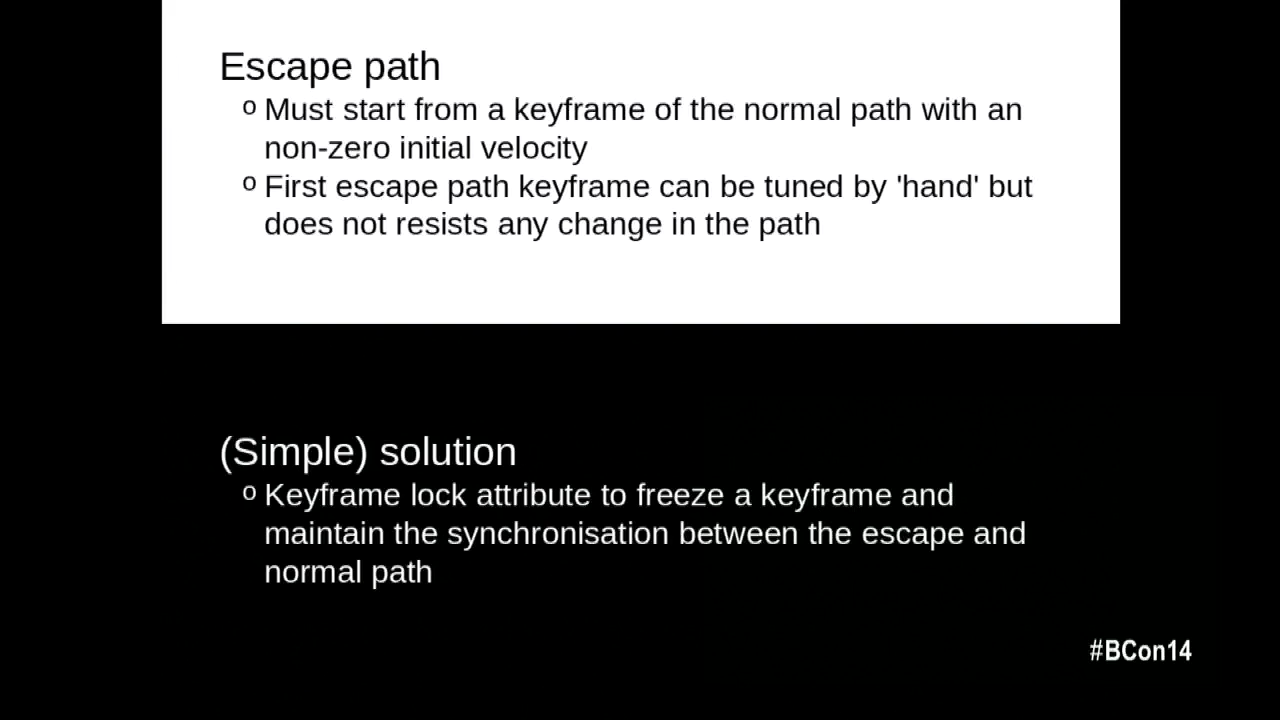 Escape path
o Must start from a keyframe of the normal path with an
non-zero initial velocity
o First escape path keyframe can be tuned by 'hand' but
does not resists any change in the path
(Simple) solution
o Keyframe lock attribute to freeze a keyframe and
maintain the synchronisation between the escape and
normal path
#BCon14